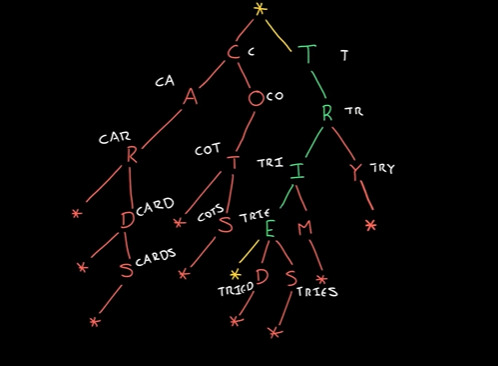 *
C C T T
CA A O CO R TR
CAR R COT T TRI I Y TRY
* D CARD * S COTS TRIE E M *
* S CARDS * * TRIED D S TRIES *
* * *